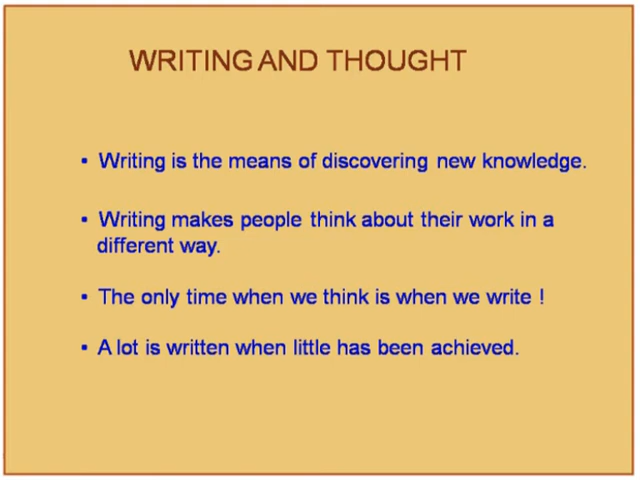 WRITING AND THOUGHT
• Writing is the means of discovering new knowledge.
• Writing makes people think about their work in a
different way.
• The only time when we think is when we write !
• A lot is written when little has been achieved.